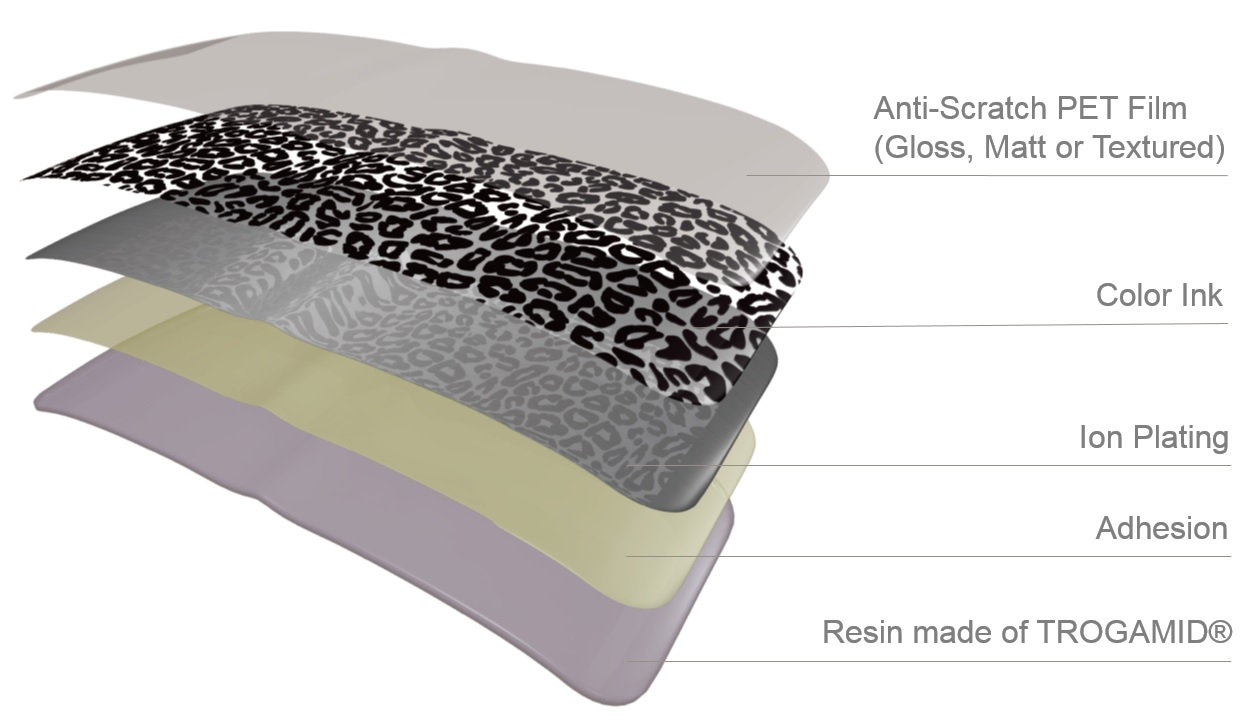 Anti-Scratch PET Film
(Gloss, Matt or Textured)
Color Ink
Ion Plating
Adhesion
Resin made of TROGAMID®